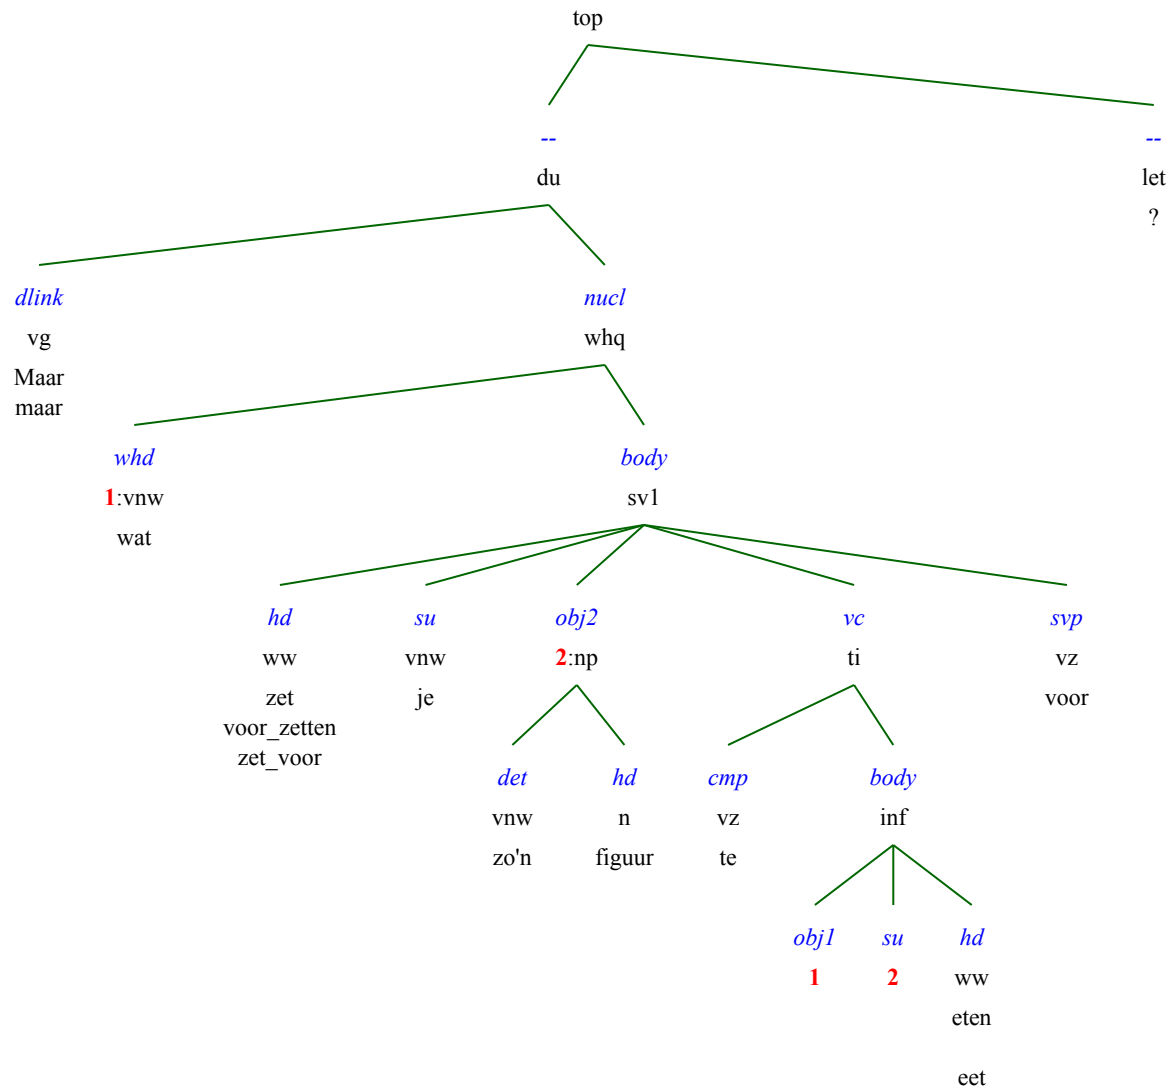 top
-- --
du let
?
dlink nucl
vg whq
Maar
maar
whd body
1:vnw sv1
wat
hd su obj2 vc svp
ww vnw 2:np ti vz
zet je voor
voor_zetten
zet_voor
det hd cmp body
vnw n vz inf
zo'n figuur te
obj1 su hd
1 2 ww
eten
eet